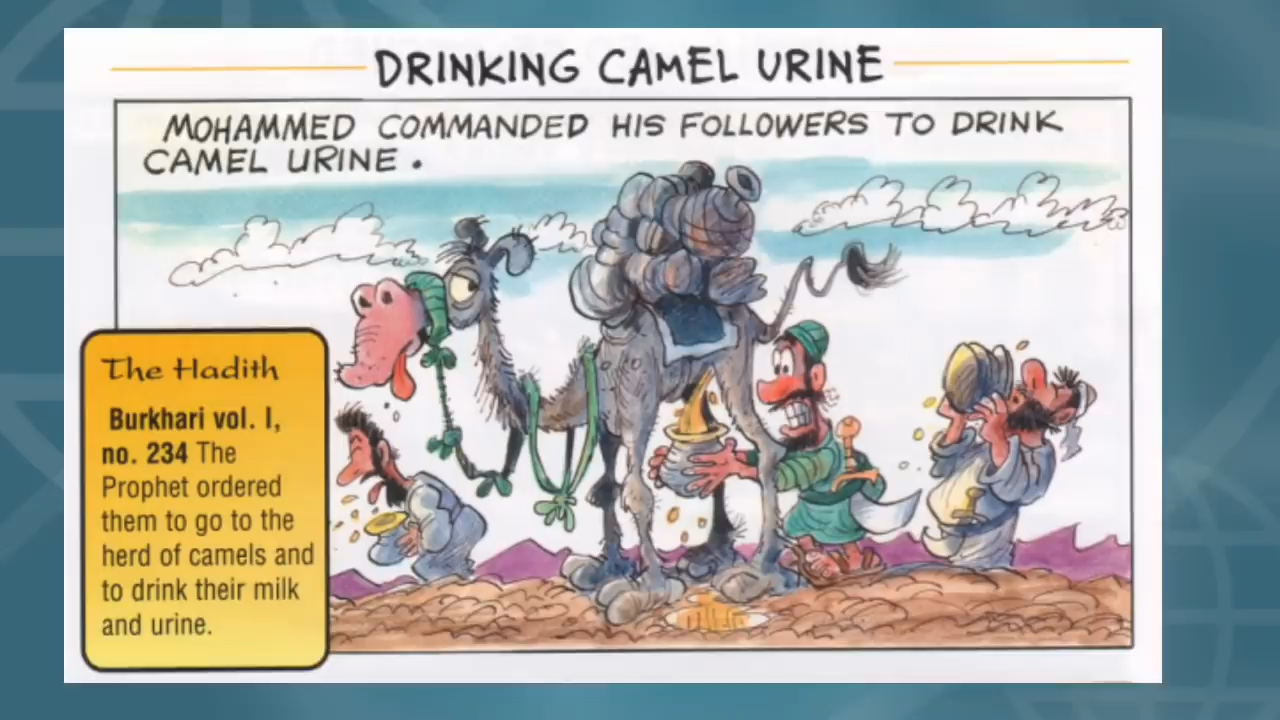 DRINKING CAMEL URINE
MOHAMMED COMMANDED HIS FOLLOWERS TO DRINK
CAMEL URINE.
The Hadith
Burkhari vol. I,
no. 234 The
Prophet ordered
them to go to the
herd of camels and
to drink their milk
and urine.